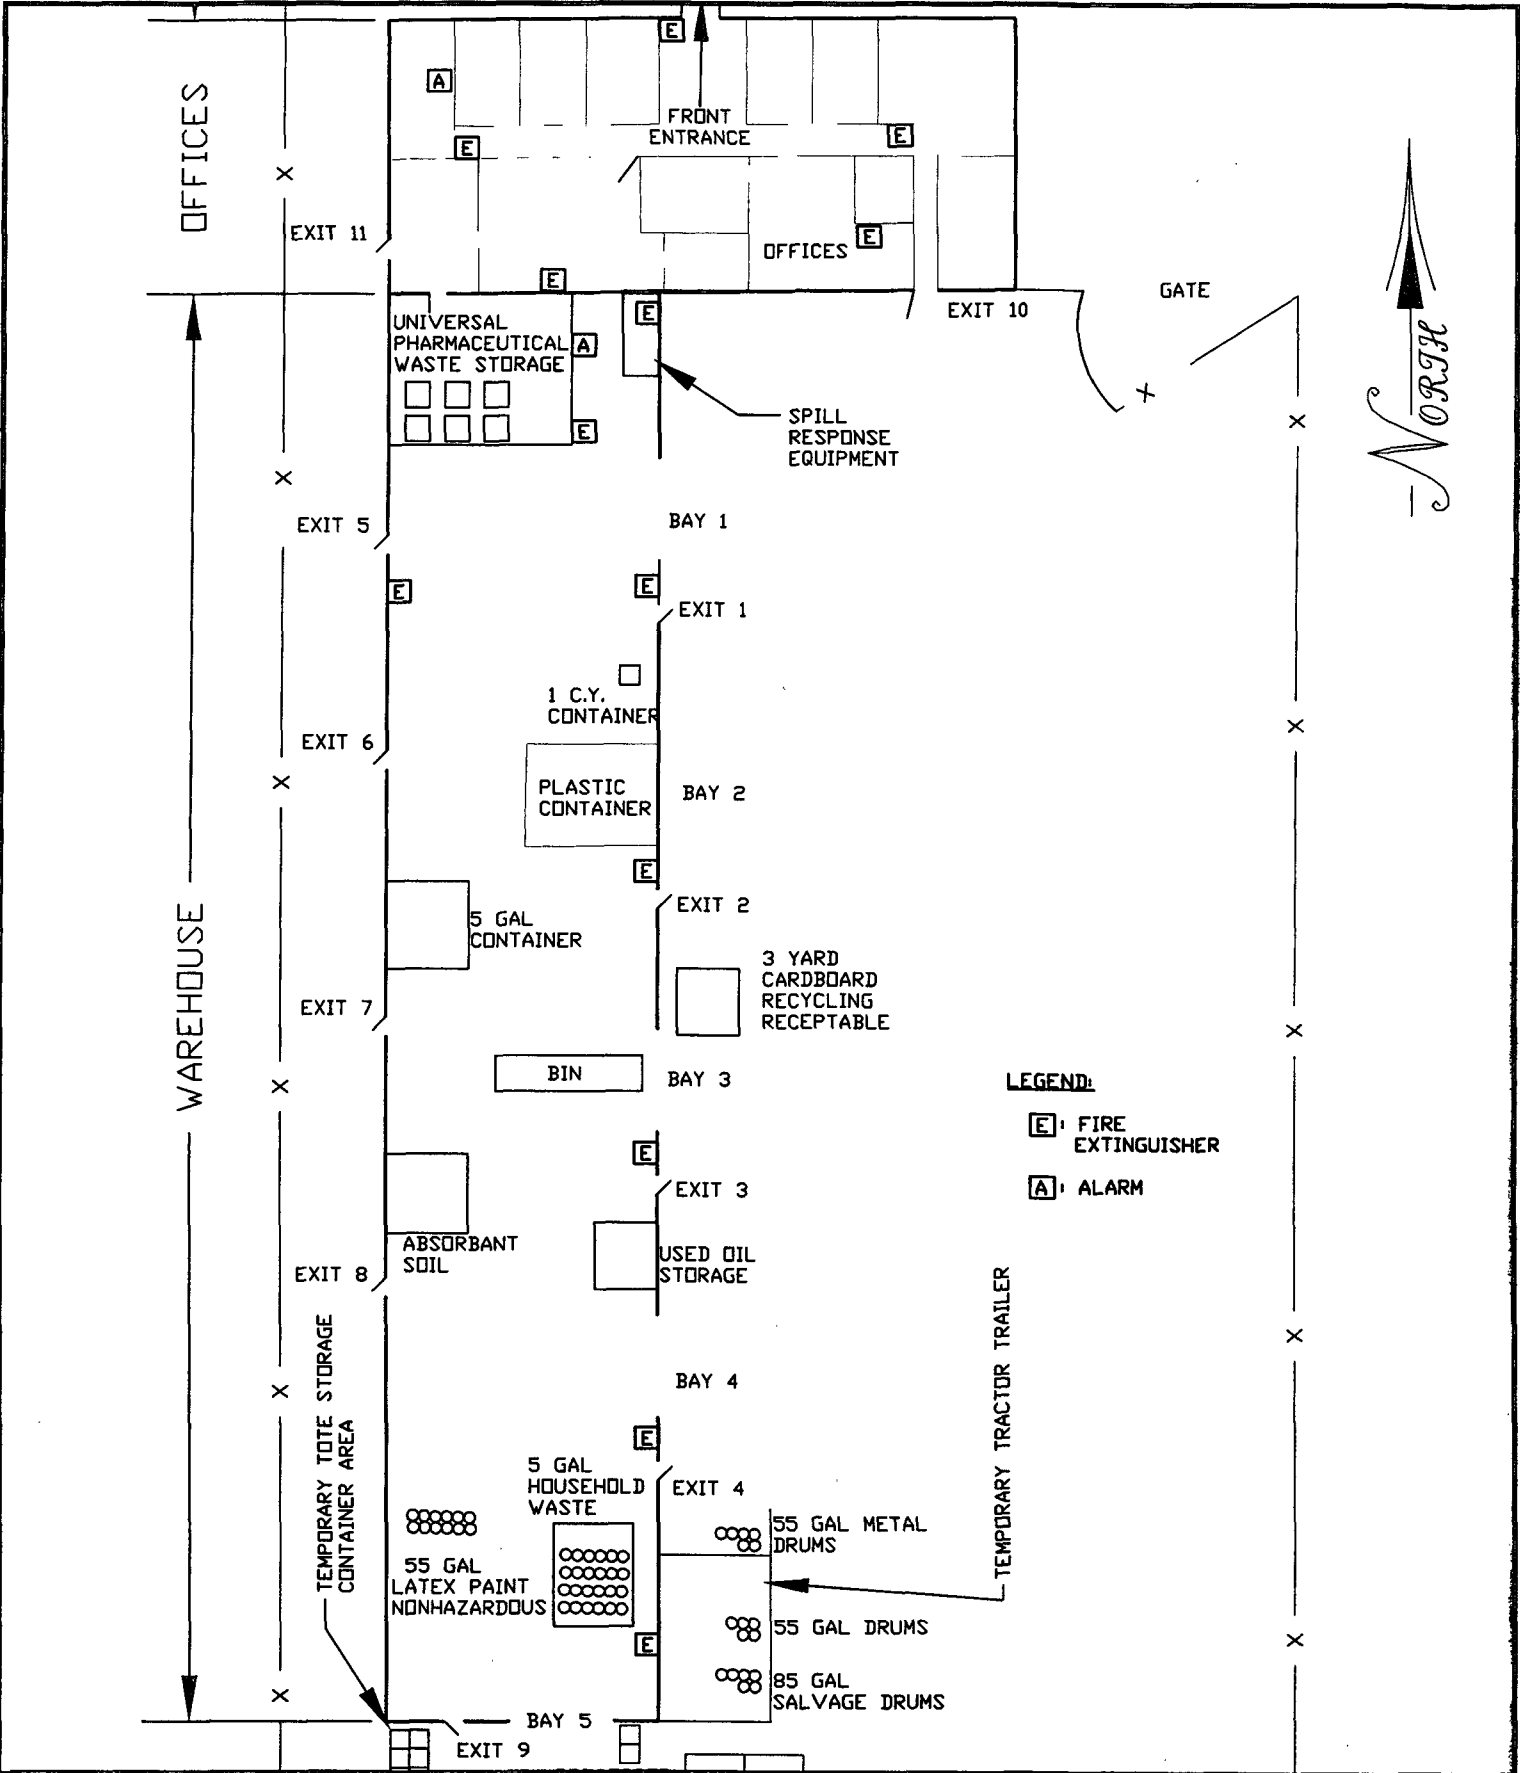 OFFICES
E
A
FRONT
ENTRANCE
E
E
EXIT 11
OFFICES
E
E
EXIT 10
GATE
NORTH
UNIVERSAL
PHARMACEUTICAL
WASTE STORAGE
E
A
E
SPILL
RESPONSE
EQUIPMENT
X
X
X
X
EXIT 5
BAY 1
E
E
EXIT 1
1 C.Y.
CONTAINER
EXIT 6
X
X
PLASTIC
CONTAINER
BAY 2
E
EXIT 2
5 GAL
CONTAINER
WAREHOUSE
3 YARD
CARDBOARD
RECYCLING
RECEPTABLE
EXIT 7
X
X
BIN
BAY 3
LEGEND:
E: FIRE
EXTINGUISHER
A: ALARM
E
EXIT 3
ABSORBANT
SOIL
USED OIL
STORAGE
EXIT 8
X
X
TEMPORARY TOTE STORAGE
CONTAINER AREA
BAY 4
TEMPORARY TRACTOR TRAILER
E
EXIT 4
5 GAL
HOUSEHOLD
WASTE
55 GAL METAL
DRUMS
55 GAL
LATEX PAINT
NONHAZARDOUS
E
55 GAL DRUMS
X
X
85 GAL
SALVAGE DRUMS
BAY 5
EXIT 9